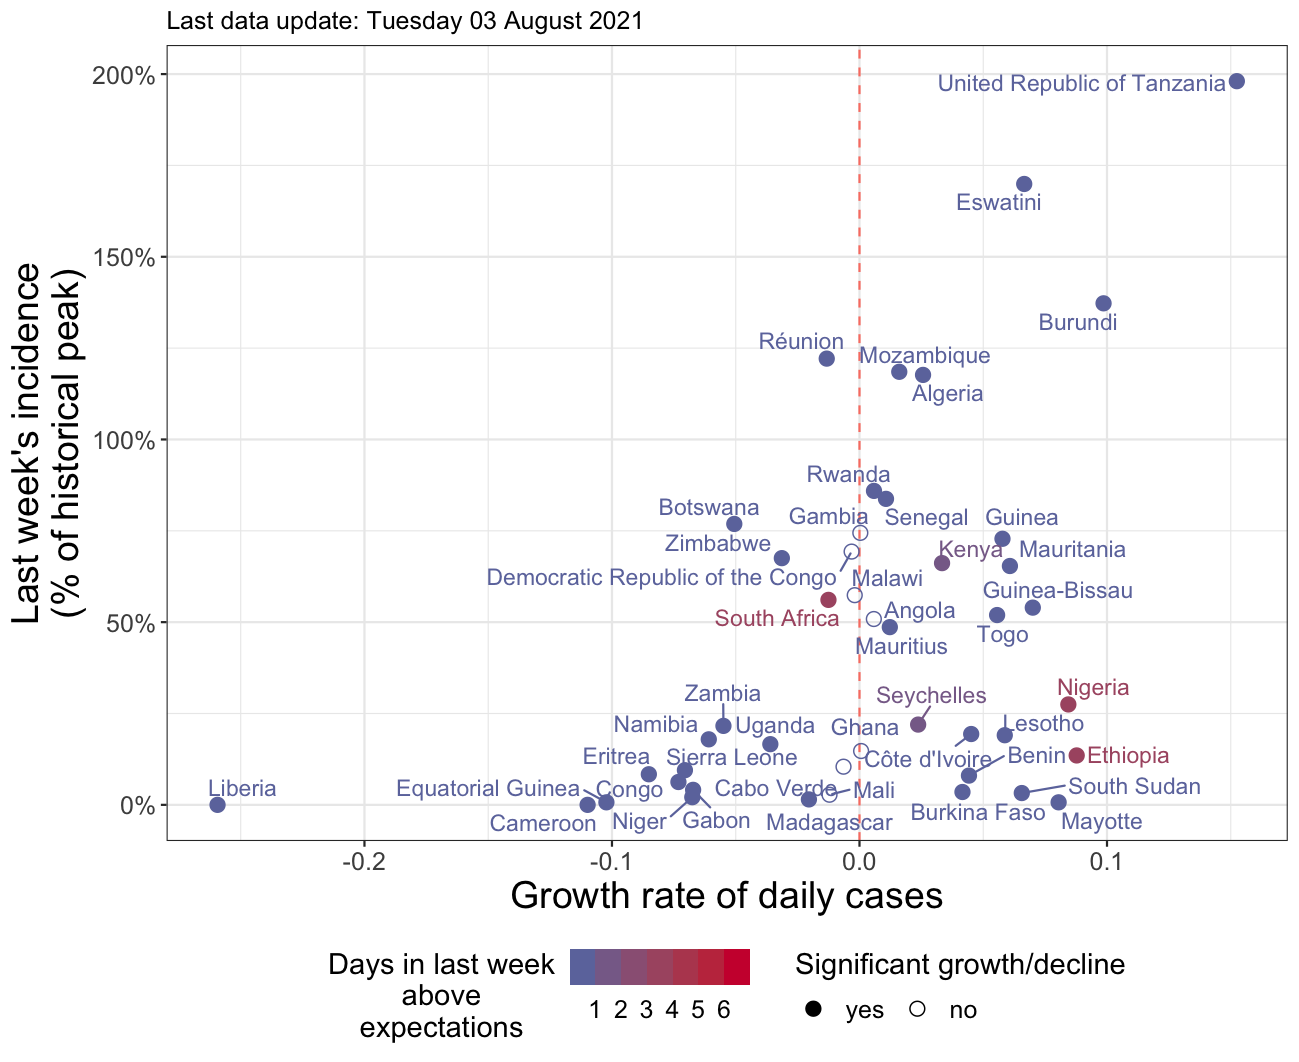 Last data update: Tuesday 03 August 2021
Last week's incidence
(% of historical peak)
200%
150%
100%
50%
0%
United Republic of Tanzania
Eswatini
Burundi
Réunion
Mozambique
Algeria
Rwanda
Botswana
Gambia
Senegal
Guinea
Zimbabwe
Kenya
Mauritania
Democratic Republic of the Congo
Malawi
Guinea-Bissau
South Africa
Angola
Togo
Mauritius
Zambia
Seychelles
Nigeria
Namibia
Uganda
Ghana
Lesotho
Eritrea
Sierra Leone
Côte d'Ivoire
Benin
Ethiopia
Liberia
Equatorial Guinea
Congo
Cabo Verde
Mali
South Sudan
Cameroon
Niger
Gabon
Madagascar
Burkina Faso
Mayotte
-0.2
-0.1
0.0
0.1
Growth rate of daily cases
Days in last week
above
expectations
1 2 3 4 5 6
Significant growth/decline
yes
no